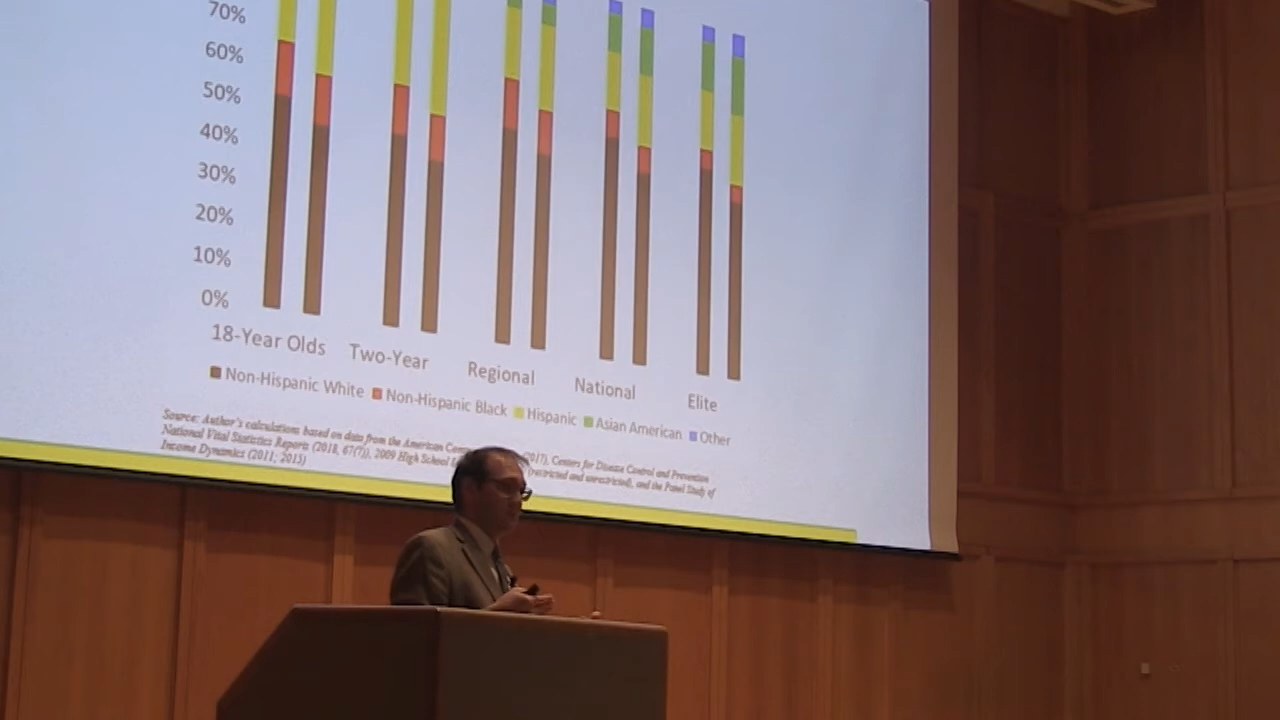 70%
60%
50%
40%
30%
20%
10%
0%
18-Year Olds Two-Year Regional National Elite
Non-Hispanic White Non-Hispanic Black Hispanic Asian American Other
Source: Author's calculations based on data from the American (2017), Centers for Disease Control and Prevention
National Vital Statistics Reports (2018, 67(7)), 2009 High School (restricted and unrestricted), and the Panel Study of
Income Dynamics (2011; 2015)